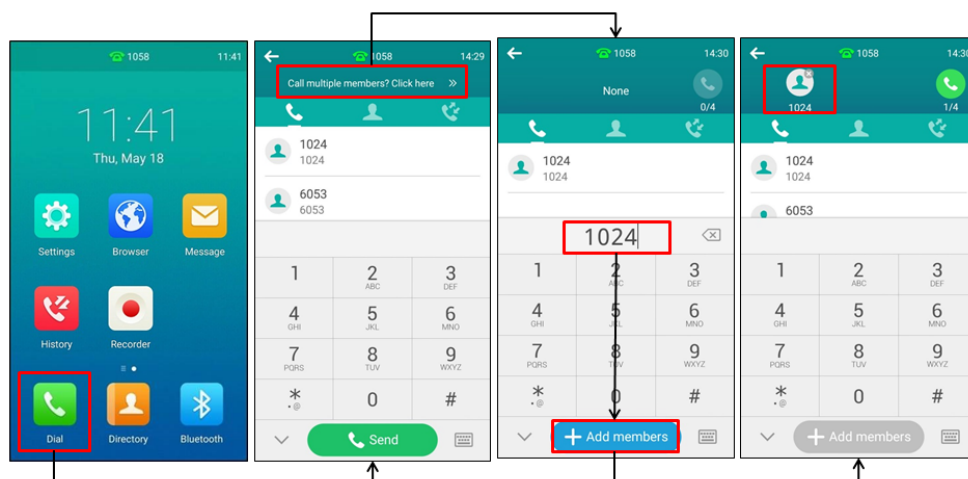 1058 11:41
11:41
Thu, May 18
Settings Browser Message
History Recorder
Dial Directory Bluetooth
1058 14:29
Call multiple members? Click here »
1024
1024
6053
6053
1 2 ABC 3 DEF
4 GHI 5 JKL 6 MNO
7 PQRS 8 TUV 9 WXYZ
* 0 #
Send
1058 14:30
None
0/4
1024
1024
1024
1 2 ABC 3 DEF
4 GHI 5 JKL 6 MNO
7 PQRS 8 TUV 9 WXYZ
* 0 #
+ Add members
1058 14:30
1024 1/4
1024
1024
6053
1 2 ABC 3 DEF
4 GHI 5 JKL 6 MNO
7 PQRS 8 TUV 9 WXYZ
* 0 #
+ Add members